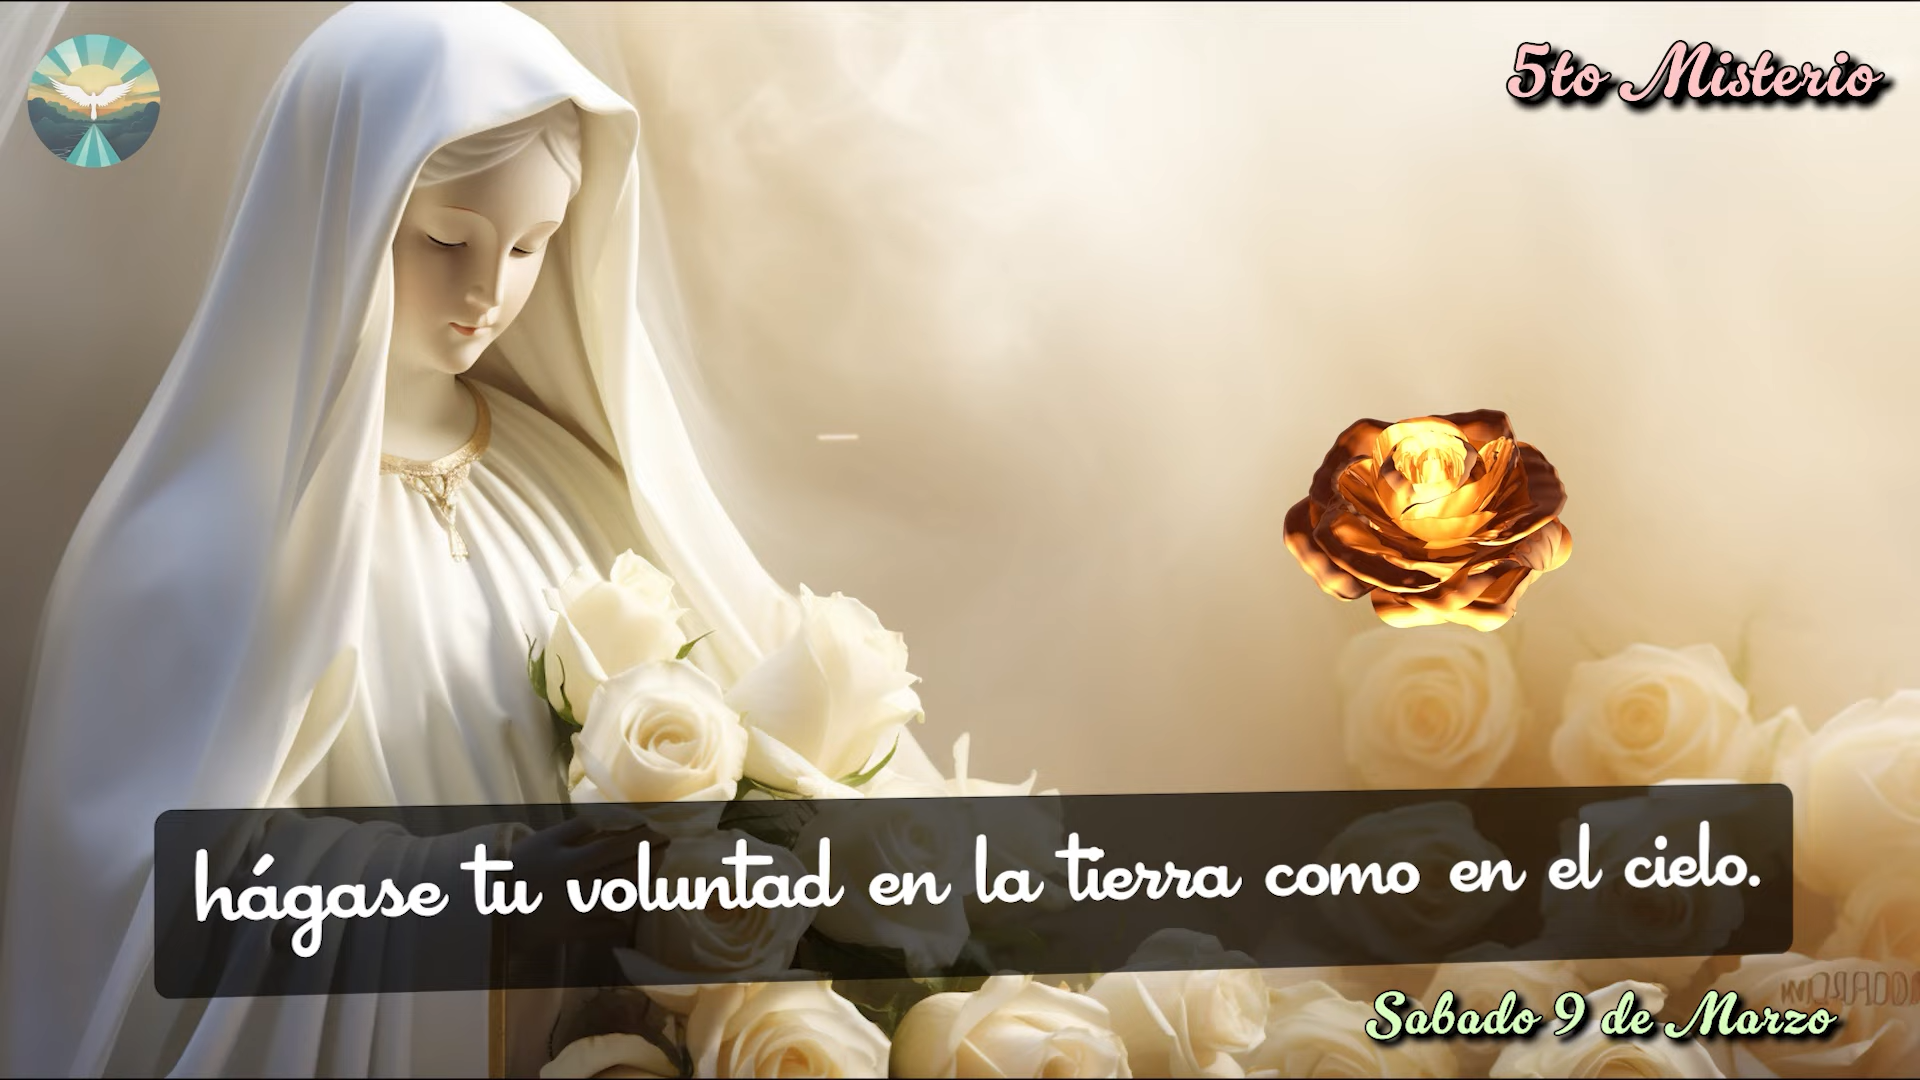 5to Misterio
hágase tu voluntad en la tierra como en el cielo.
Sabado 9 de Marzo